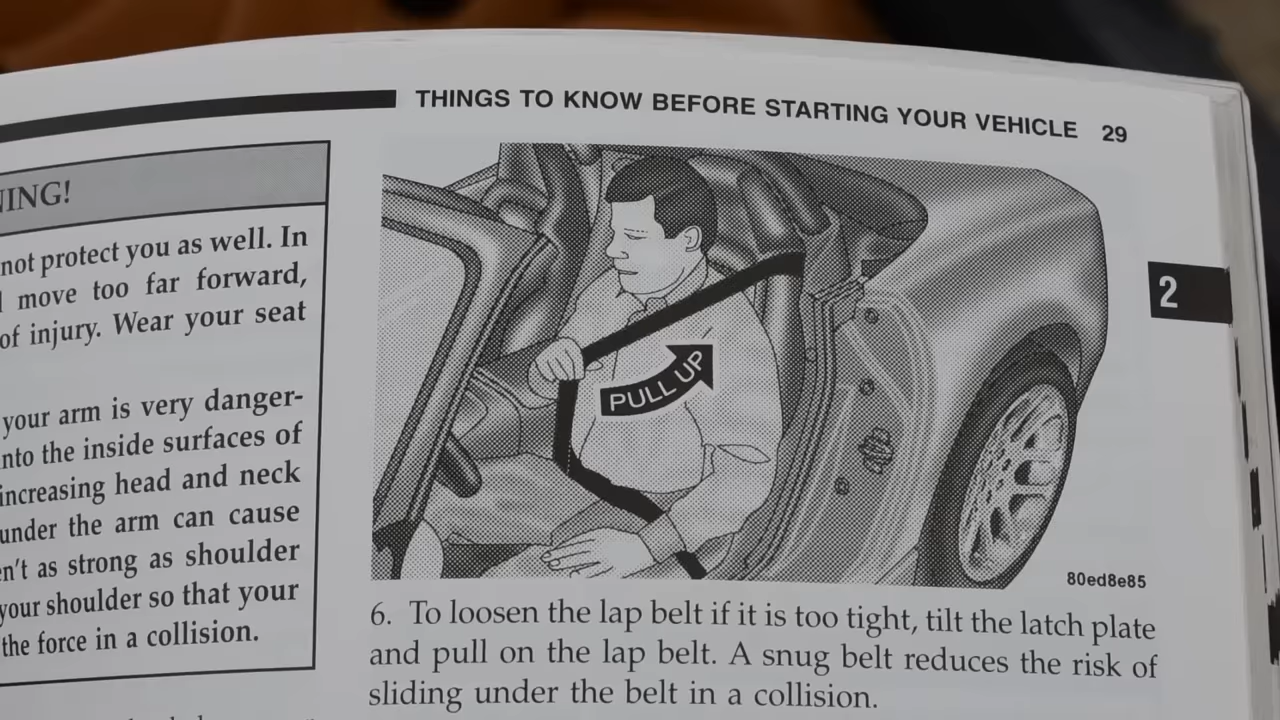 THINGS TO KNOW BEFORE STARTING YOUR VEHICLE 29
NING!
not protect you as well. In
move too far forward,
of injury. Wear your seat
your arm is very danger-
nto the inside surfaces of
increasing head and neck
under the arm can cause
n't as strong as shoulder
your shoulder so that your
the force in a collision.
PULL UP
2
80ed8e85
6. To loosen the lap belt if it is too tight, tilt the latch plate
and pull on the lap belt. A snug belt reduces the risk of
sliding under the belt in a collision.